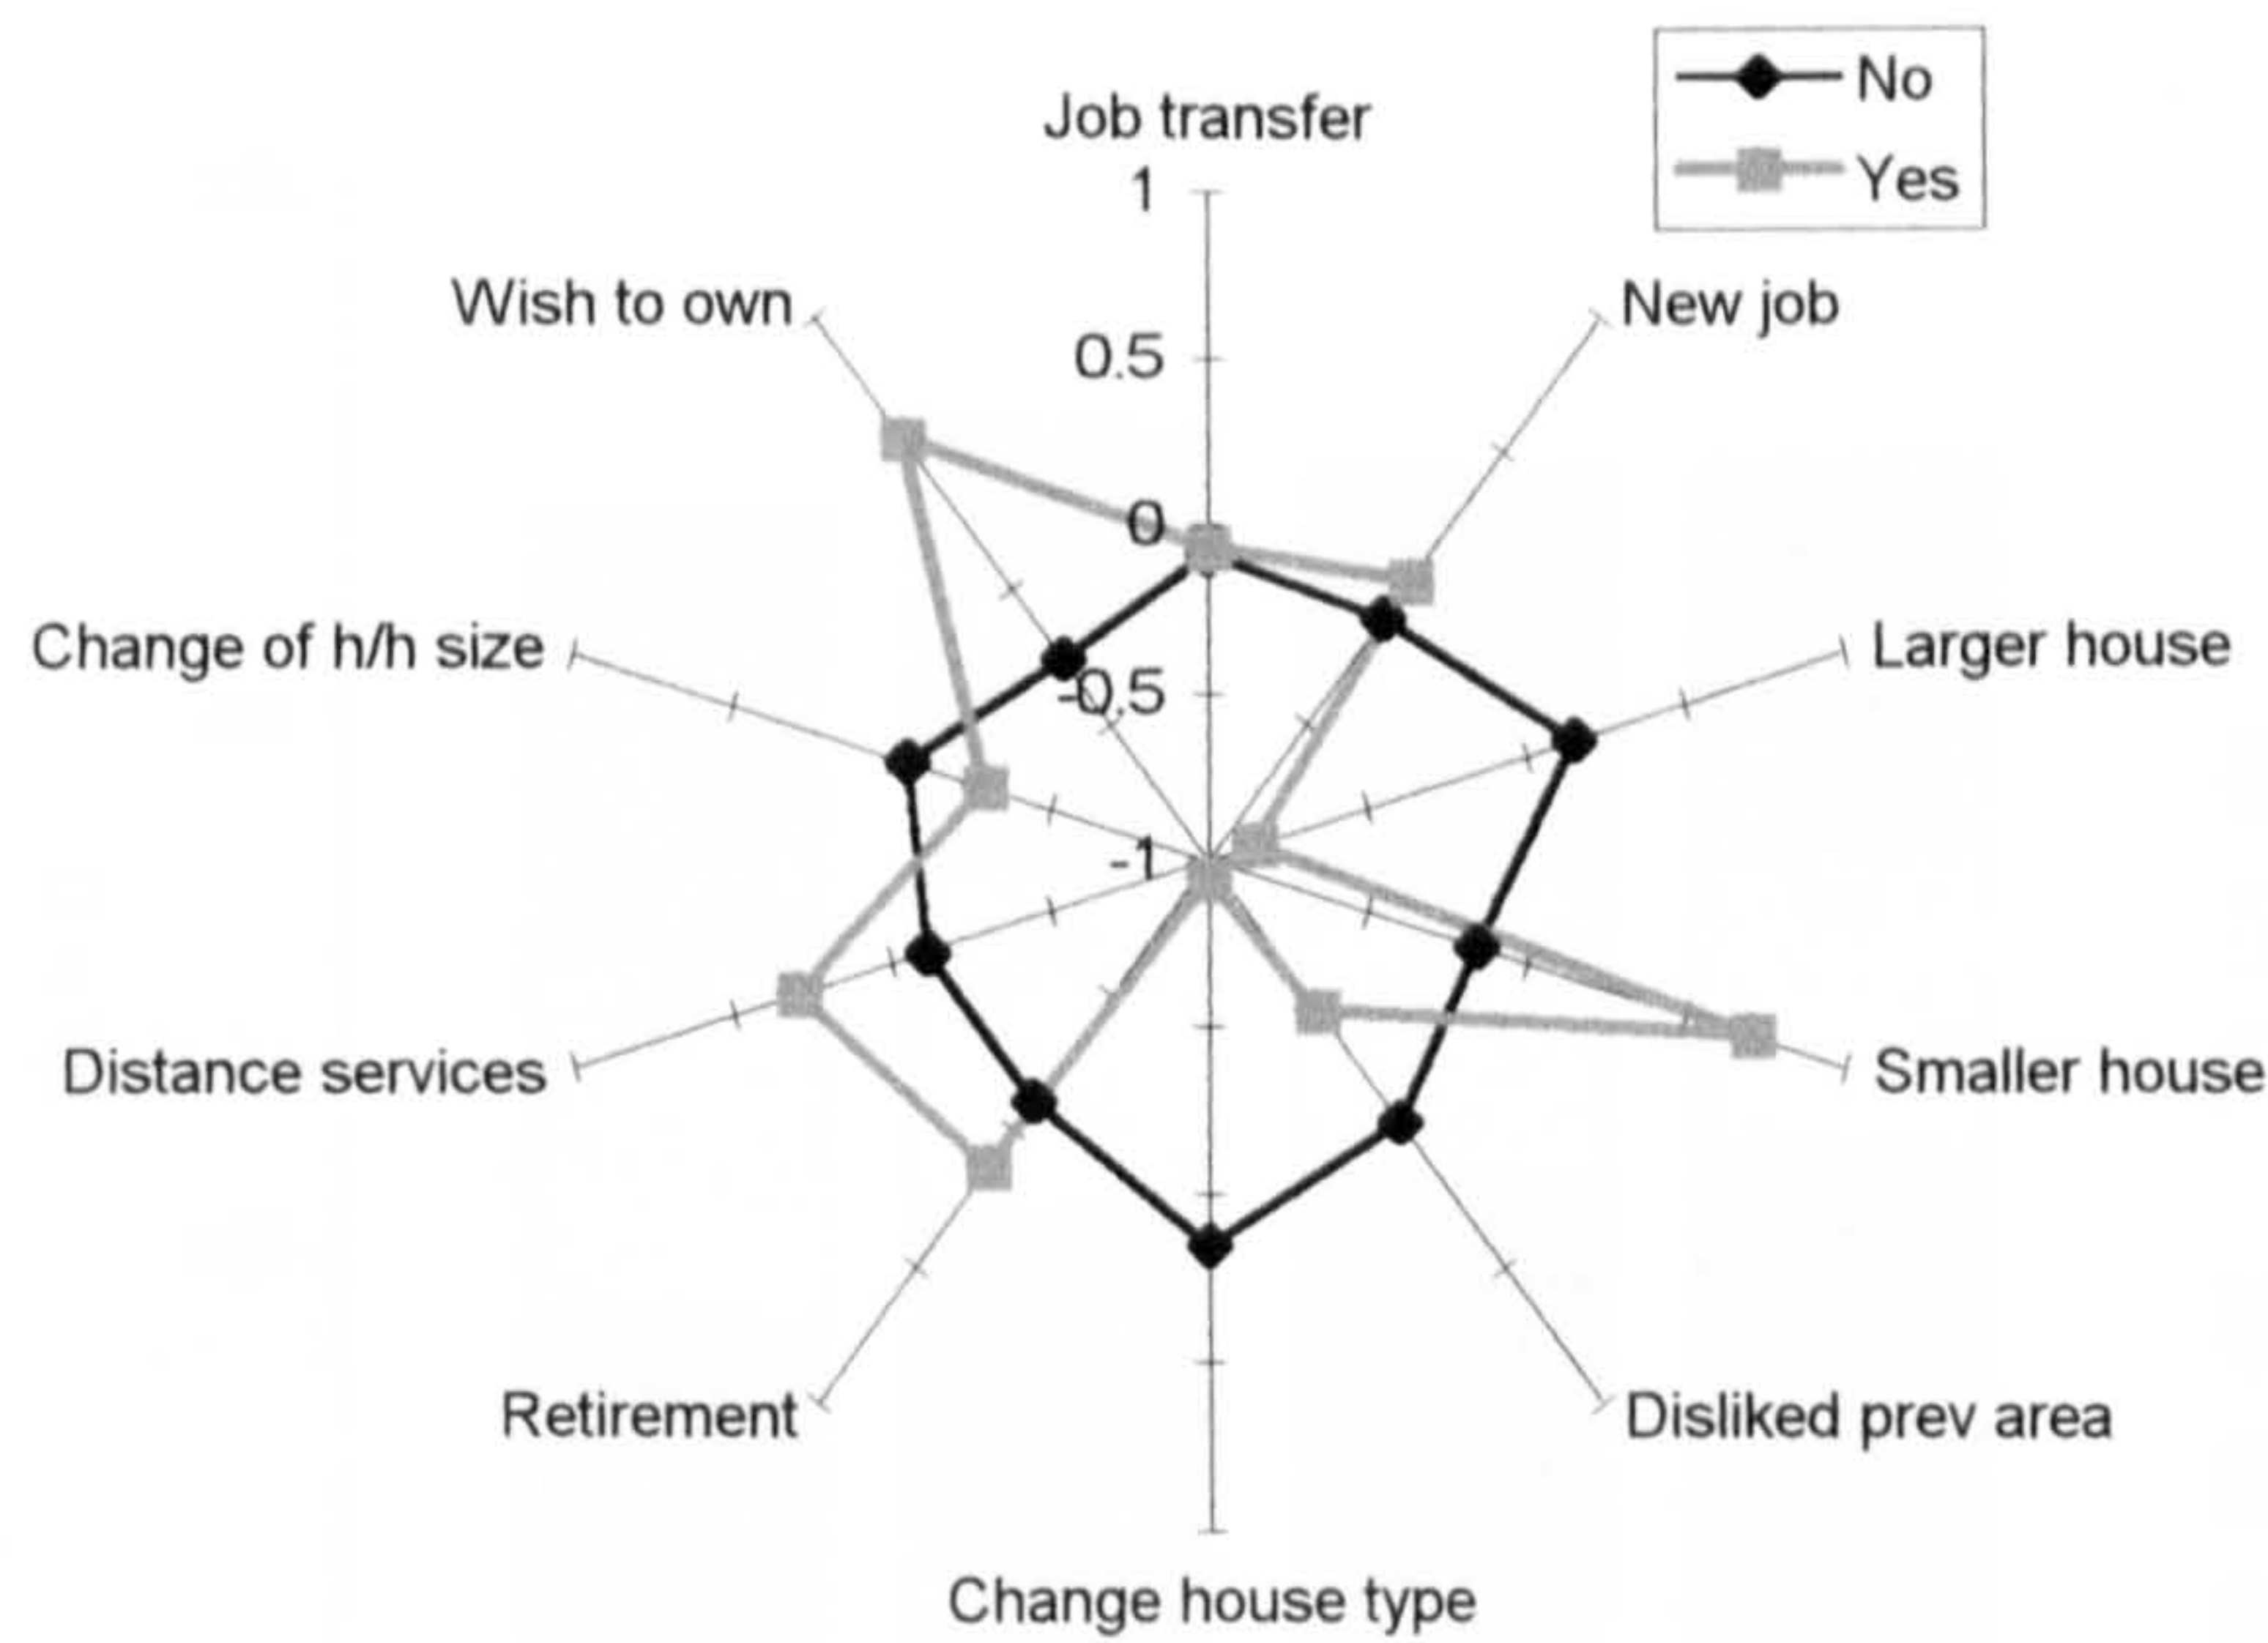 No
Yes
Job transfer
1
Wish to own
New job
0.5
0
Change of h/h size
Larger house
-0.5
-1
Distance services
Smaller house
Retirement
Disliked prev area
Change house type